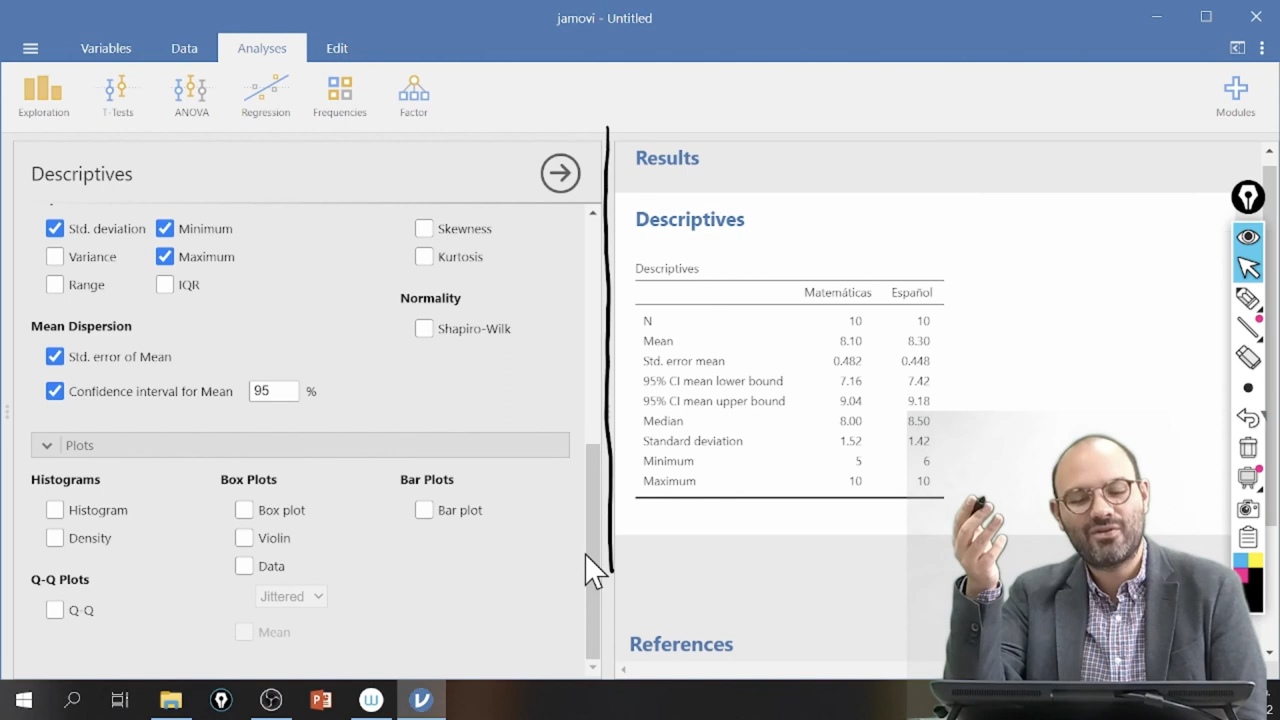 jamovi - Untitled
Variables Data Analyses Edit
Exploration T-Tests ANOVA Regression Frequencies Factor Modules
Descriptives
Std. deviation Minimum Skewness
Variance Maximum Kurtosis
Range IQR
Normality
Shapiro-Wilk
Mean Dispersion
Std. error of Mean
Confidence interval for Mean 95 %
Plots
Histograms Box Plots Bar Plots
Histogram Box plot Bar plot
Density Violin
Data
Q-Q Plots
Jittered
Q-Q
Mean
Results
Descriptives
Descriptives
Matemáticas Español
N 10 10
Mean 8.10 8.30
Std. error mean 0.482 0.448
95% CI mean lower bound 7.16 7.42
95% CI mean upper bound 9.04 9.18
Median 8.00 8.50
Standard deviation 1.52 1.42
Minimum 5 6
Maximum 10 10
References